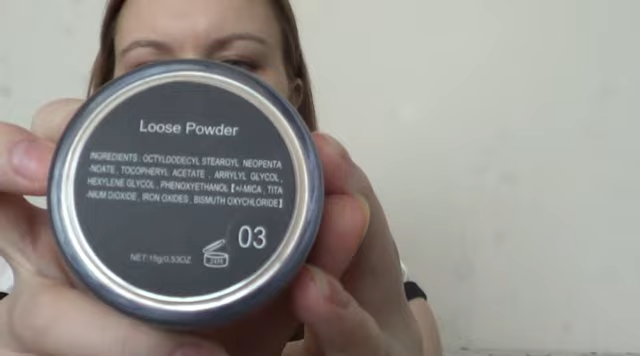 Loose Powder
INGREDIENTS : OCTYLDODECYL STEAROYL NEOPENTA
-NOATE , TOCOPHERYL ACETATE , ARRYLYL GLYCOL ,
HEXYLENE GLYCOL , PHENOXYETHANOL【+/-MICA , TITA
-NIUM DIOXIDE , IRON OXIDES , BISMUTH OXYCHLORIDE】
03
NET:15g/0.53OZ